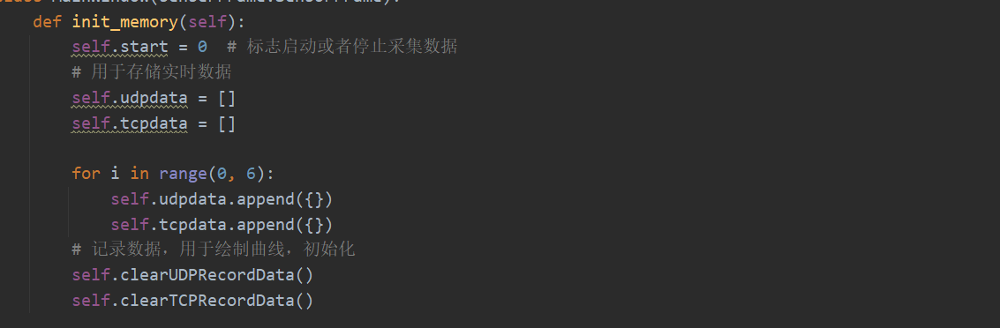 def init_memory(self):
self.start = 0  # 标志启动或者停止采集数据
# 用于存储实时数据
self.udpdata = []
self.tcpdata = []
for i in range(0, 6):
self.udpdata.append({})
self.tcpdata.append({})
# 记录数据，用于绘制曲线，初始化
self.clearUDPRecordData()
self.clearTCPRecordData()